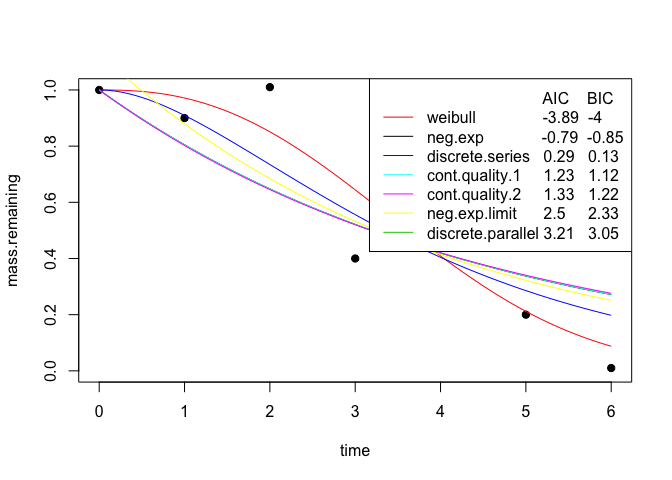 AIC BIC
weibull -3.89 -4
neg.exp -0.79 -0.85
discrete.series 0.29 0.13
cont.quality.1 1.23 1.12
cont.quality.2 1.33 1.22
neg.exp.limit 2.5 2.33
discrete.parallel 3.21 3.05
mass.remaining
1.0
0.8
0.6
0.4
0.2
0.0
0 1 2 3 4 5 6
time